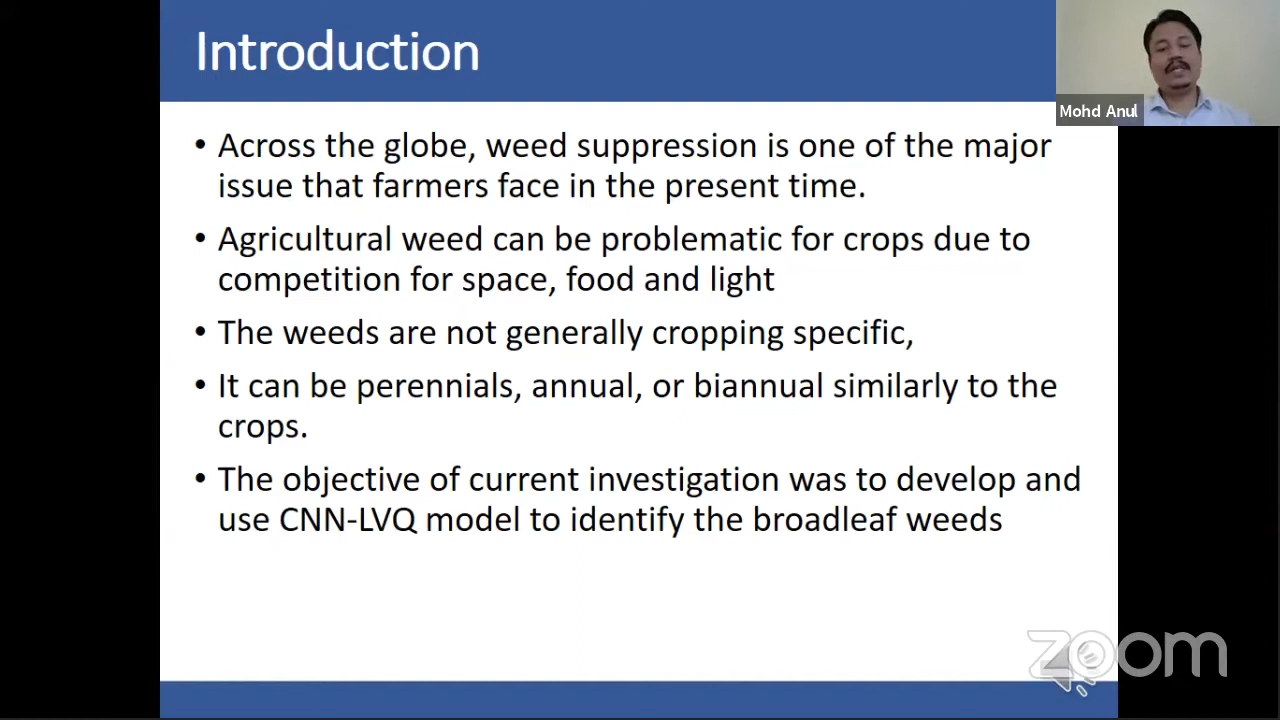 Introduction
Mohd Anul
• Across the globe, weed suppression is one of the major
issue that farmers face in the present time.
• Agricultural weed can be problematic for crops due to
competition for space, food and light
• The weeds are not generally cropping specific,
• It can be perennials, annual, or biannual similarly to the
crops.
• The objective of current investigation was to develop and
use CNN-LVQ model to identify the broadleaf weeds
zoom